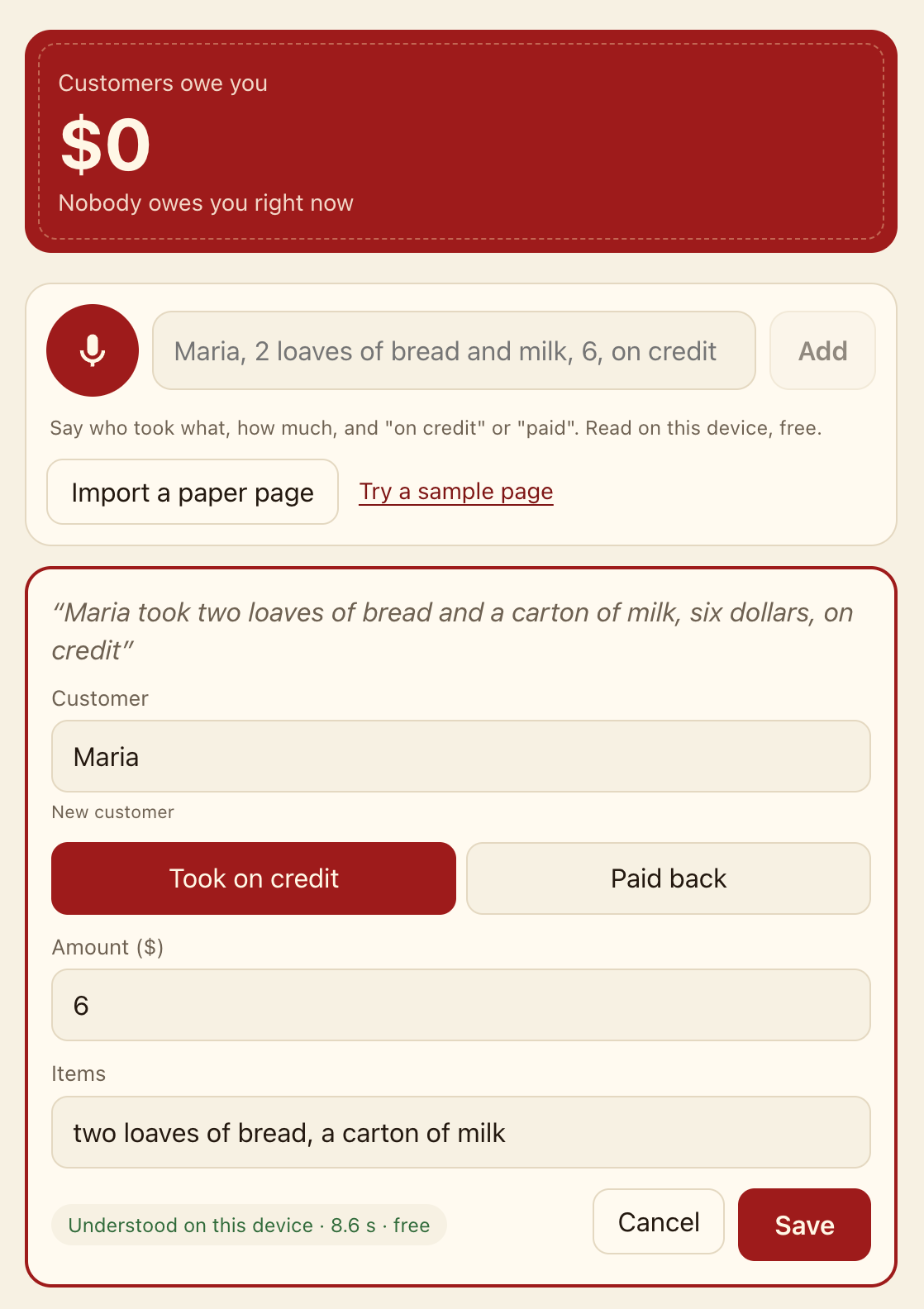 Customers owe you
$0
Nobody owes you right now
Maria, 2 loaves of bread and milk, 6, on credit
Add
Say who took what, how much, and "on credit" or "paid". Read on this device, free.
Import a paper page
Try a sample page
“Maria took two loaves of bread and a carton of milk, six dollars, on
credit”
Customer
Maria
New customer
Took on credit
Paid back
Amount ($)
6
Items
two loaves of bread, a carton of milk
Understood on this device · 8.6 s · free
Cancel
Save